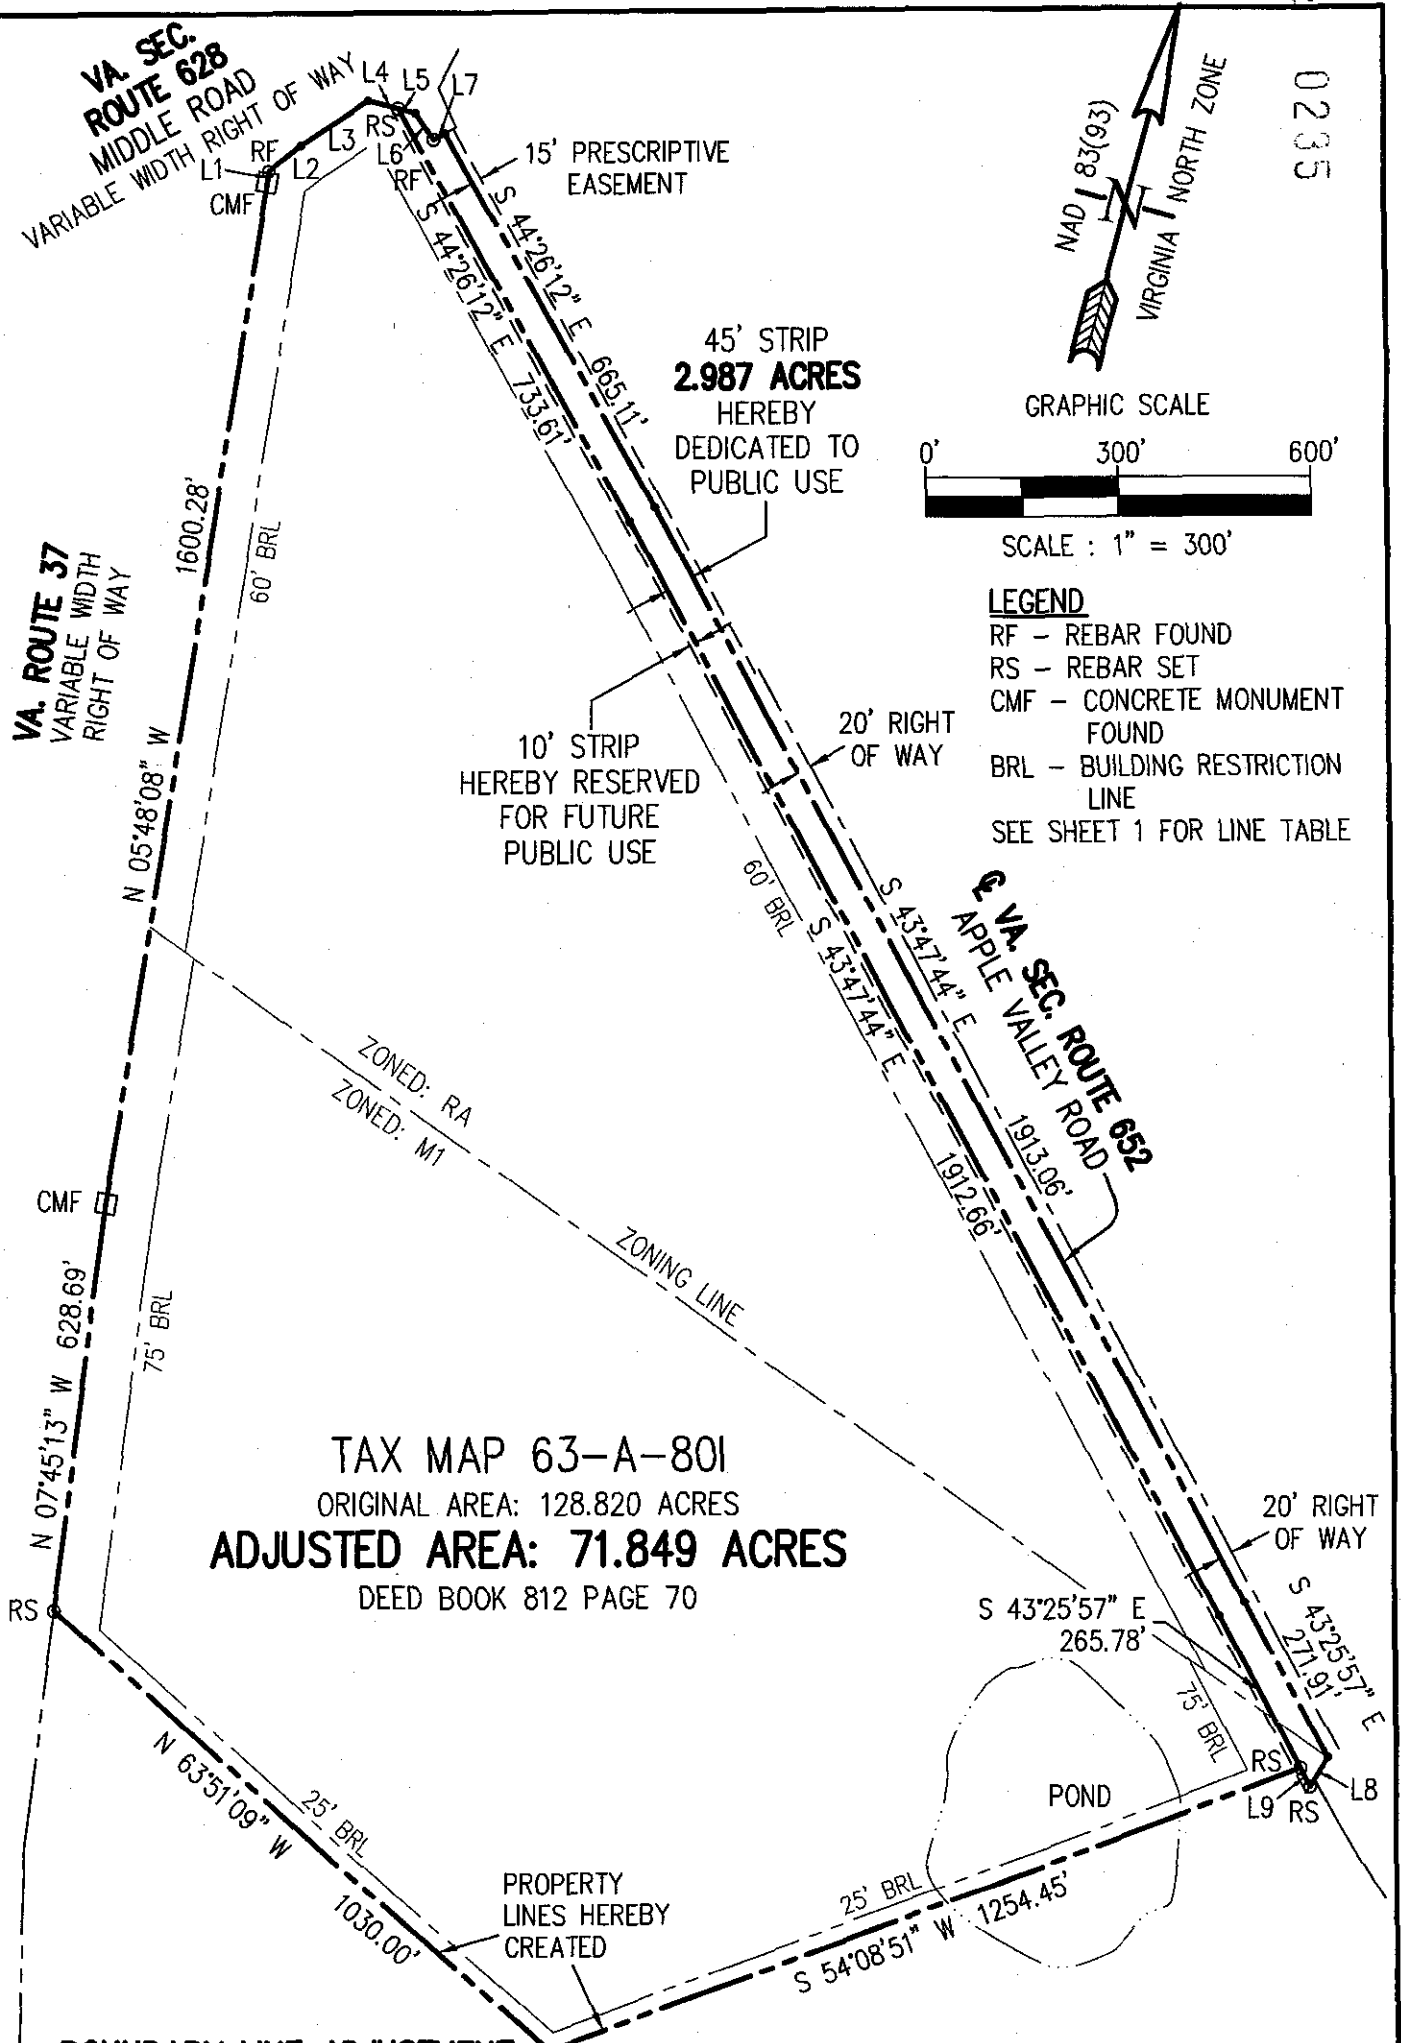 VA. SEC.
ROUTE 628
MIDDLE ROAD
VARIABLE WIDTH RIGHT OF WAY
L1
RF
CMF
L2
L3
L4
RS
L5
L6
RF
L7
15' PRESCRIPTIVE
EASEMENT
NAD 83(93)
N
VIRGINIA NORTH ZONE
0235
S 44°26'12" E 665.11'
S 44°26'12" E 733.61'
45' STRIP
2.987 ACRES
HEREBY
DEDICATED TO
PUBLIC USE
GRAPHIC SCALE
0' 300' 600'
SCALE : 1" = 300'
LEGEND
RF - REBAR FOUND
RS - REBAR SET
CMF - CONCRETE MONUMENT
FOUND
BRL - BUILDING RESTRICTION
LINE
SEE SHEET 1 FOR LINE TABLE
VA. ROUTE 37
VARIABLE WIDTH
RIGHT OF WAY
N 05°48'08" W 1600.28'
60' BRL
10' STRIP
HEREBY RESERVED
FOR FUTURE
PUBLIC USE
20' RIGHT
OF WAY
60' BRL
S 43°47'44" E 1912.66'
S 43°47'44" E 1913.06'
℄ VA. SEC. ROUTE 652
APPLE VALLEY ROAD
ZONED: RA
ZONED: M1
ZONING LINE
CMF
N 07°45'13" W 628.69'
75' BRL
TAX MAP 63-A-80I
ORIGINAL AREA: 128.820 ACRES
ADJUSTED AREA: 71.849 ACRES
DEED BOOK 812 PAGE 70
RS
20' RIGHT
OF WAY
S 43°25'57" E
265.78'
S 43°25'57" E
271.91'
75' BRL
RS
L9
RS
L8
POND
N 63°51'09" W 1030.00'
25' BRL
PROPERTY
LINES HEREBY
CREATED
25' BRL
S 54°08'51" W 1254.45'
BOUNDARY LINE ADJUSTMENT